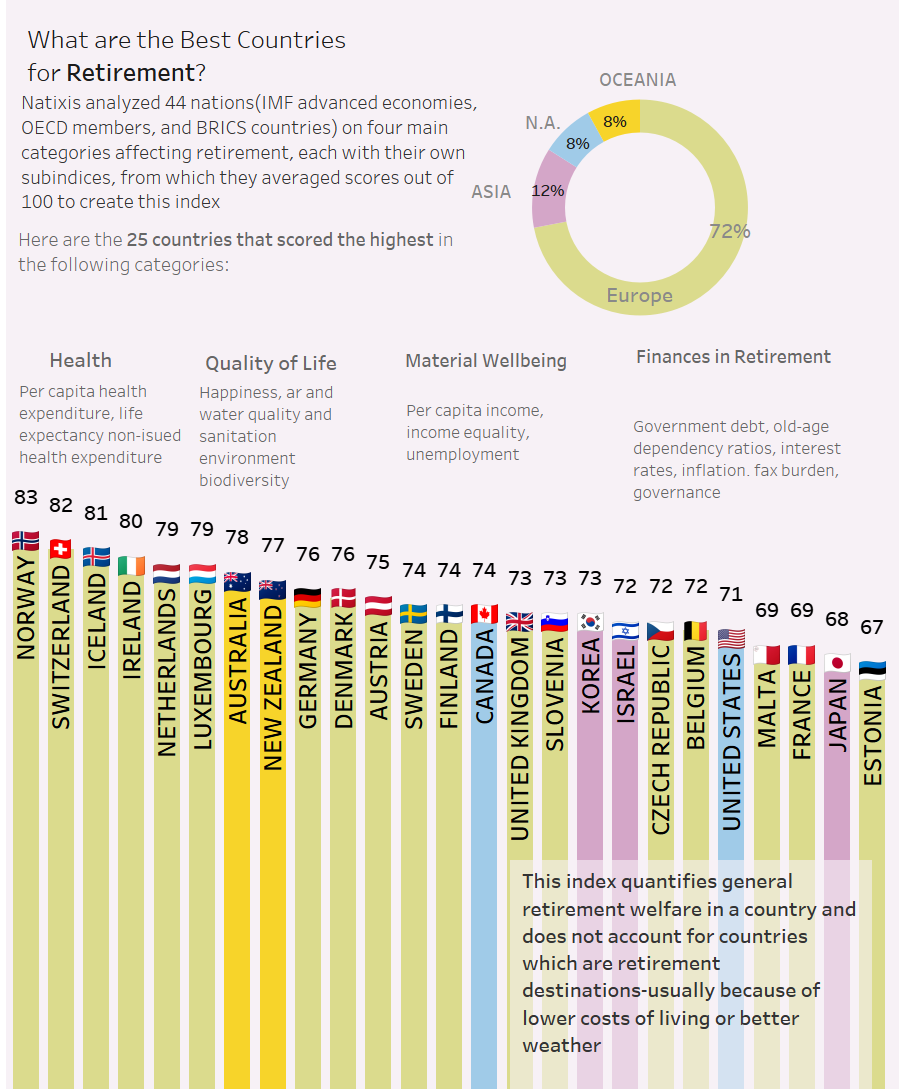 What are the Best Countries
for Retirement?
Natixis analyzed 44 nations(IMF advanced economies,
OECD members, and BRICS countries) on four main
categories affecting retirement, each with their own
subindices, from which they averaged scores out of
100 to create this index
Here are the 25 countries that scored the highest in
the following categories:
OCEANIA
N.A.
8%
8%
ASIA
12%
72%
Europe
Health
Per capita health
expenditure, life
expectancy non-isued
health expenditure
Quality of Life
Happiness, ar and
water quality and
sanitation
environment
biodiversity
Material Wellbeing
Per capita income,
income equality,
unemployment
Finances in Retirement
Government debt, old-age
dependency ratios, interest
rates, inflation. fax burden,
governance
83
NORWAY
82
SWITZERLAND
81
ICELAND
80
IRELAND
79
NETHERLANDS
79
LUXEMBOURG
78
AUSTRALIA
77
NEW ZEALAND
76
GERMANY
76
DENMARK
75
AUSTRIA
74
SWEDEN
74
FINLAND
74
CANADA
73
UNITED KINGDOM
73
SLOVENIA
73
KOREA
72
ISRAEL
72
CZECH REPUBLIC
72
BELGIUM
71
UNITED STATES
69
MALTA
69
FRANCE
68
JAPAN
67
ESTONIA
This index quantifies general
retirement welfare in a country and
does not account for countries
which are retirement
destinations-usually because of
lower costs of living or better
weather